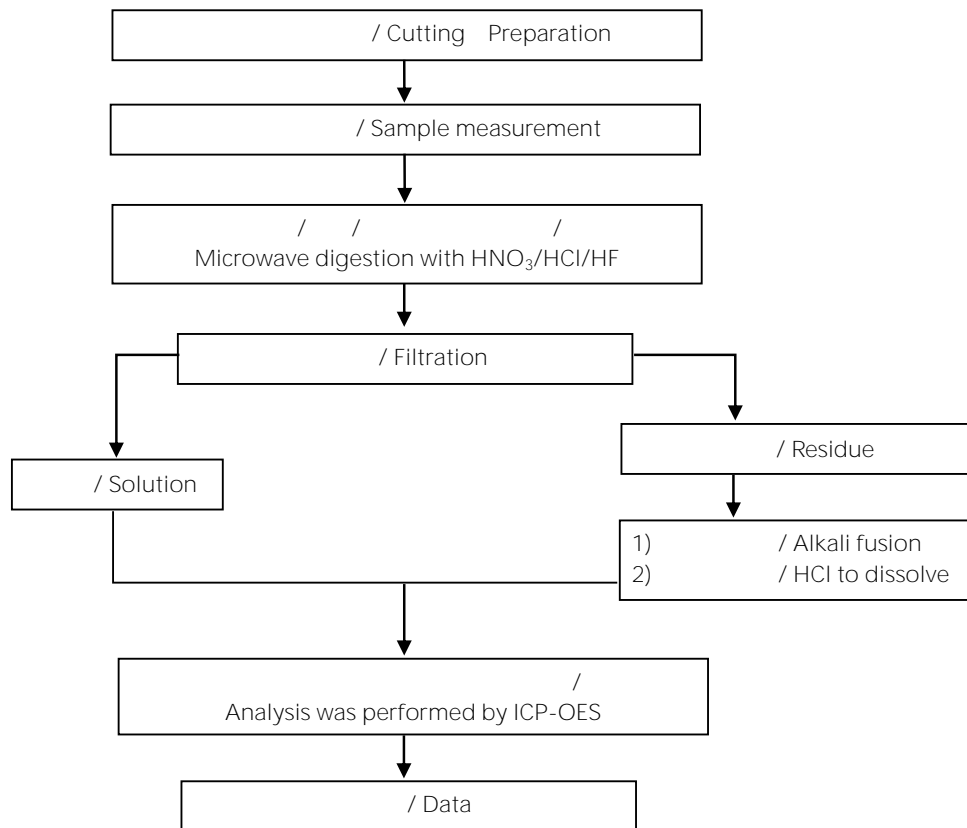 / Cutting Preparation
/ Sample measurement
/ / /
Microwave digestion with HNO₃/HCl/HF
/ Filtration
/ Residue
/ Solution
1) / Alkali fusion
2) / HCl to dissolve
/
Analysis was performed by ICP-OES
/ Data